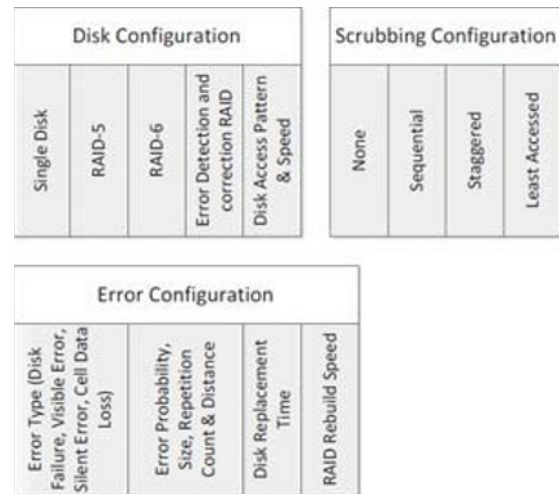 Disk Configuration
Single Disk
RAID-5
RAID-6
Error Detection and
correction RAID
Disk Access Pattern
& Speed
Scrubbing Configuration
None
Sequential
Staggered
Least Accessed
Error Configuration
Error Type (Disk
Failure, Visible Error,
Silent Error, Cell Data
Loss)
Error Probability,
Size, Repetition
Count & Distance
Disk Replacement
Time
RAID Rebuild Speed